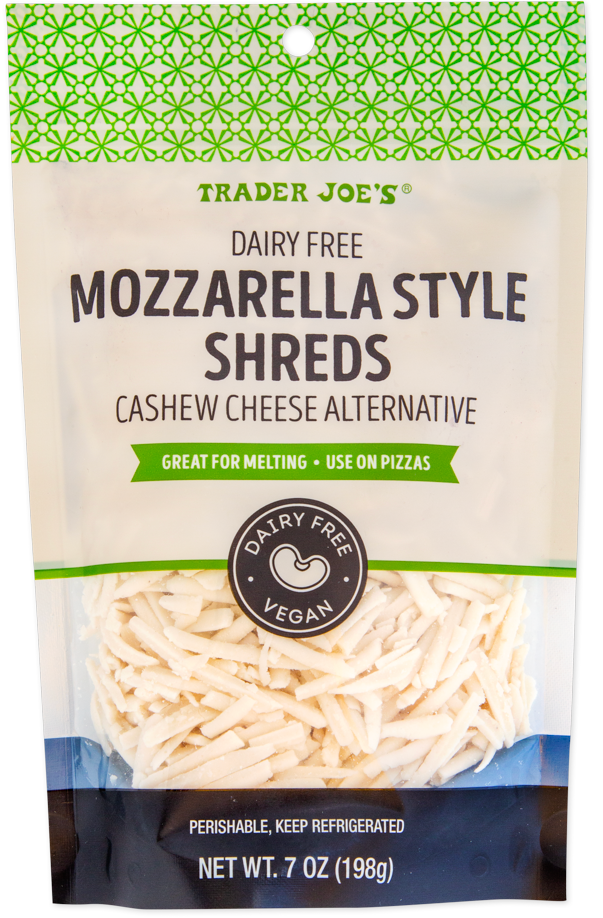 TRADER JOE'S®
DAIRY FREE
MOZZARELLA STYLE
SHREDS
CASHEW CHEESE ALTERNATIVE
GREAT FOR MELTING • USE ON PIZZAS
DAIRY FREE
VEGAN
PERISHABLE, KEEP REFRIGERATED
NET WT. 7 OZ (198g)